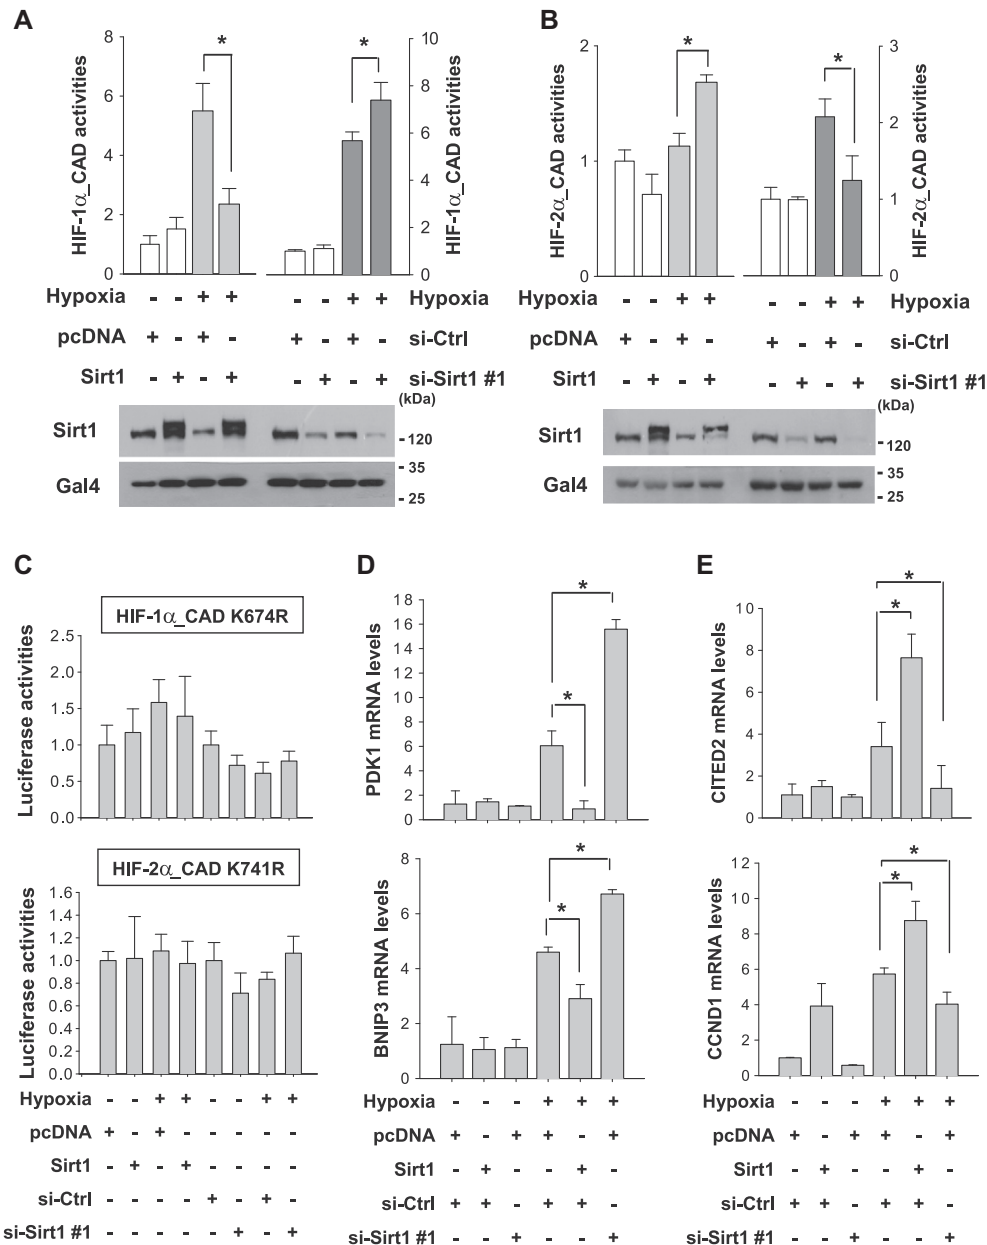 A
HIF-1α_CAD activities
8
6
4
2
0
*
*
10
8
6
4
2
0
HIF-1α_CAD activities
Hypoxia - - + + - - + + Hypoxia
pcDNA + - + - + - + - si-Ctrl
Sirt1 - + - + - + - + si-Sirt1 #1
(kDa)
Sirt1
- 120
Gal4
- 35
- 25
B
HIF-2α_CAD activities
2
1
0
*
*
3
2
1
0
HIF-2α_CAD activities
Hypoxia - - + + - - + + Hypoxia
pcDNA + - + - + - + - si-Ctrl
Sirt1 - + - + - + - + si-Sirt1 #1
(kDa)
Sirt1
- 120
Gal4
- 35
- 25
C
HIF-1α_CAD K674R
Luciferase activities
2.5
2.0
1.5
1.0
0.5
0.0
HIF-2α_CAD K741R
Luciferase activities
1.6
1.4
1.2
1.0
0.8
0.6
0.4
0.2
0.0
Hypoxia - - + + - - + +
pcDNA + - + - - - - -
Sirt1 - + - + - - - -
si-Ctrl - - - - + - + -
si-Sirt1 #1 - - - - - + - +
D
PDK1 mRNA levels
18
16
14
12
10
8
6
4
2
0
*
*
BNIP3 mRNA levels
8
6
4
2
0
*
*
Hypoxia - - - + + +
pcDNA + - + + - +
Sirt1 - + - - + -
si-Ctrl + + - + + -
si-Sirt1 #1 - - + - - +
E
CITED2 mRNA levels
10
8
6
4
2
0
*
*
CCND1 mRNA levels
12
10
8
6
4
2
0
*
*
Hypoxia - - - + + +
pcDNA + - + + - +
Sirt1 - + - - + -
si-Ctrl + + - + + -
si-Sirt1 #1 - - + - - +